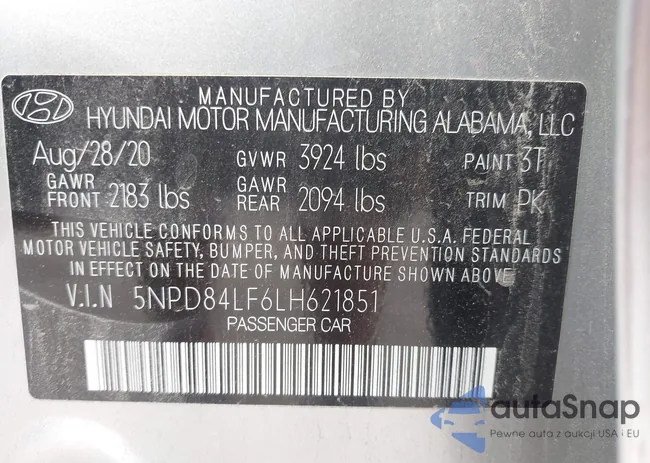 MANUFACTURED BY
HYUNDAI MOTOR MANUFACTURING ALABAMA, LLC
Aug/28/20 GVWR 3924 lbs PAINT 3T
GAWR FRONT 2183 lbs GAWR REAR 2094 lbs TRIM PK
THIS VEHICLE CONFORMS TO ALL APPLICABLE U.S.A. FEDERAL
MOTOR VEHICLE SAFETY, BUMPER, AND THEFT PREVENTION STANDARDS
IN EFFECT ON THE DATE OF MANUFACTURE SHOWN ABOVE.
V.I.N 5NPD84LF6LH621851
PASSENGER CAR
autaSnap
Pewne auta z aukcji USA i EU